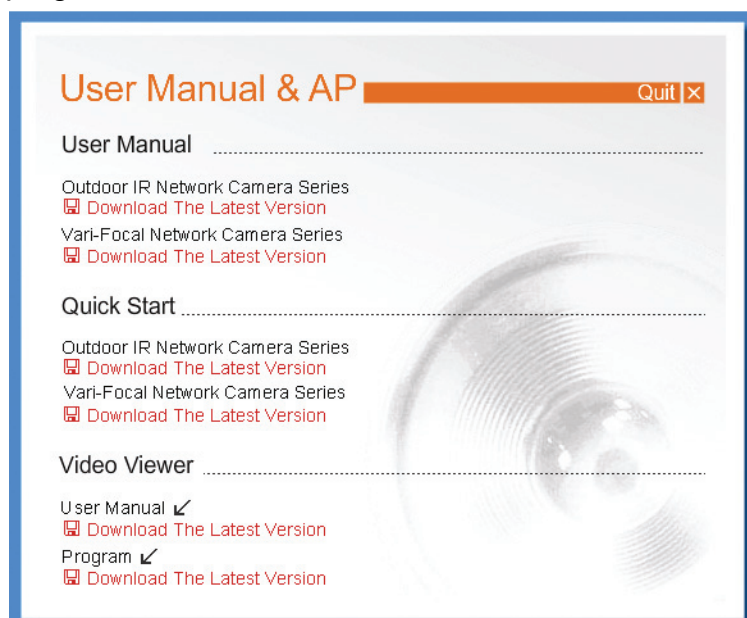 User Manual & AP Quit
User Manual
Outdoor IR Network Camera Series
Download The Latest Version
Vari-Focal Network Camera Series
Download The Latest Version
Quick Start
Outdoor IR Network Camera Series
Download The Latest Version
Vari-Focal Network Camera Series
Download The Latest Version
Video Viewer
User Manual
Download The Latest Version
Program
Download The Latest Version